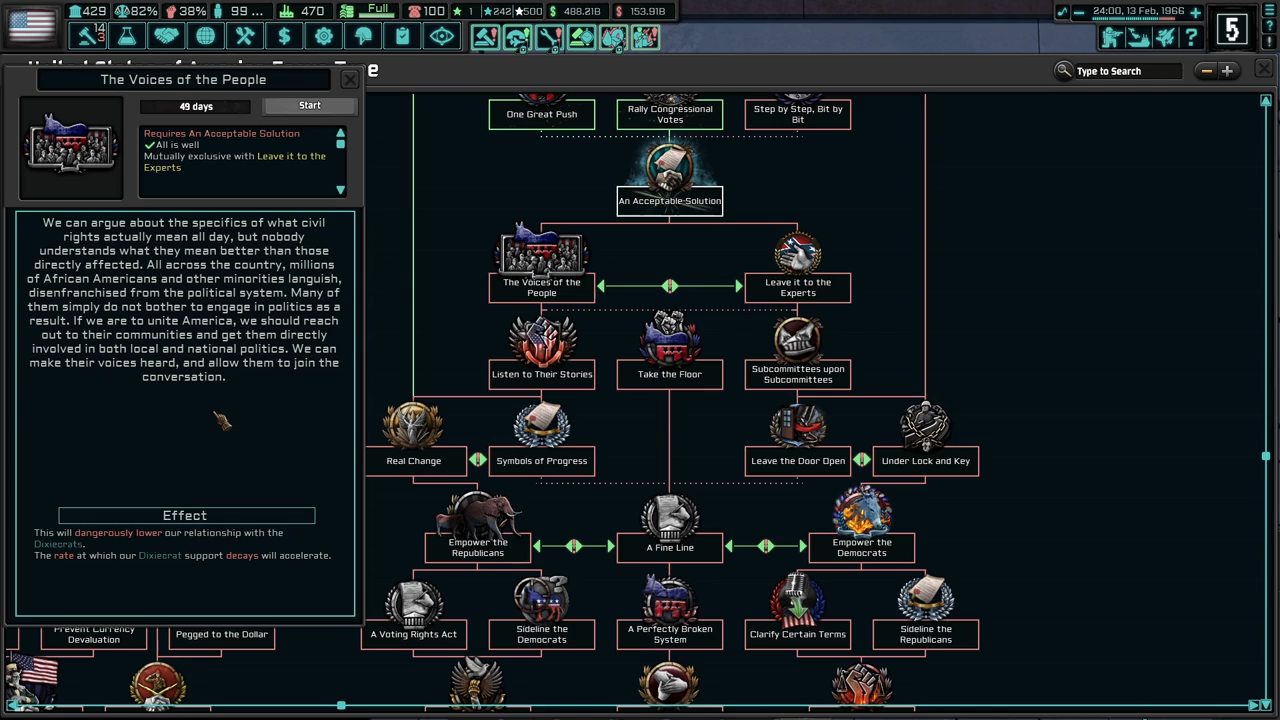 429 82% 38% 99 ... 470 Full 100 1 242 500 $ 488.21B $ 153.91B
24:00, 13 Feb, 1966
5
14
3
The Voices of the People
49 days
Start
Requires An Acceptable Solution
All is well
Mutually exclusive with Leave it to the
Experts
We can argue about the specifics of what civil
rights actually mean all day, but nobody
understands what they mean better than those
directly affected. All across the country, millions
of African Americans and other minorities languish,
disenfranchised from the political system. Many of
them simply do not bother to engage in politics as a
result. If we are to unite America, we should reach
out to their communities and get them directly
involved in both local and national politics. We can
make their voices heard, and allow them to join the
conversation.
Effect
This will dangerously lower our relationship with the
Dixiecrats.
The rate at which our Dixiecrat support decays will accelerate.
Type to Search
One Great Push
Rally Congressional
Votes
Step by Step, Bit by
Bit
An Acceptable Solution
The Voices of the
People
Leave it to the
Experts
Listen to Their Stories
Take the Floor
Subcommittees upon
Subcommittees
Real Change
Symbols of Progress
Leave the Door Open
Under Lock and Key
Empower the
Republicans
A Fine Line
Empower the
Democrats
Prevent Currency
Devaluation
Pegged to the Dollar
A Voting Rights Act
Sideline the
Democrats
A Perfectly Broken
System
Clarify Certain Terms
Sideline the
Republicans